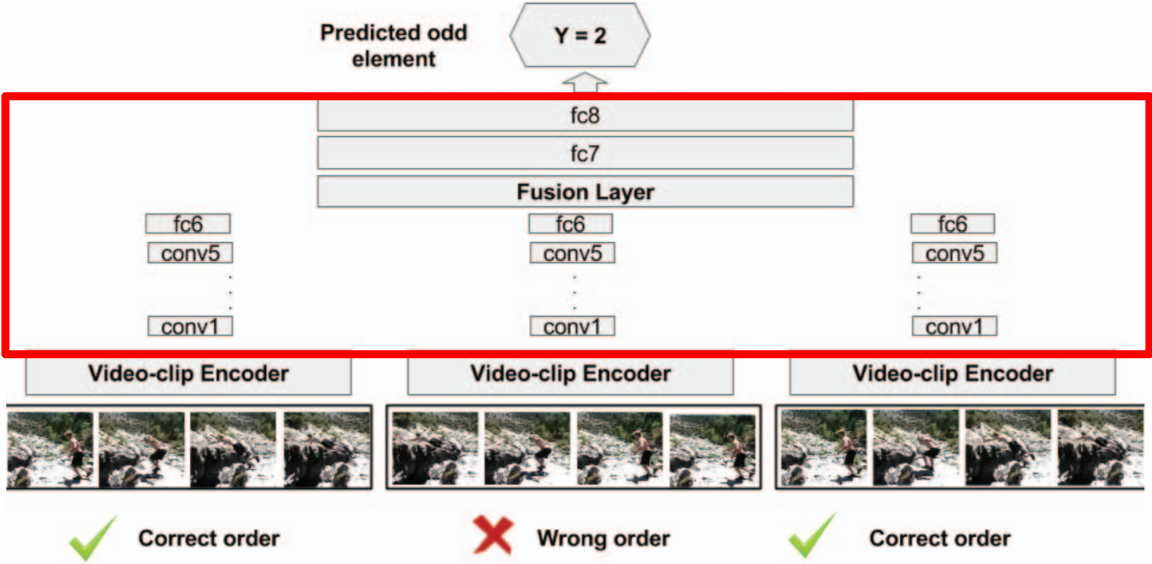 Predicted odd
element
Y = 2
fc8
fc7
Fusion Layer
fc6 fc6 fc6
conv5 conv5 conv5
conv1 conv1 conv1
Video-clip Encoder Video-clip Encoder Video-clip Encoder
Correct order Wrong order Correct order